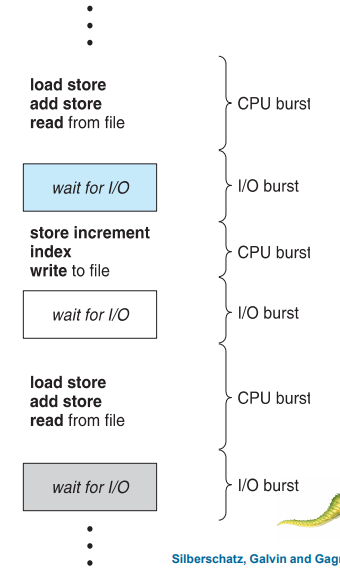 load store
add store
read from file
CPU burst
wait for I/O
I/O burst
store increment
index
write to file
CPU burst
wait for I/O
I/O burst
load store
add store
read from file
CPU burst
wait for I/O
I/O burst
Silberschatz, Galvin and